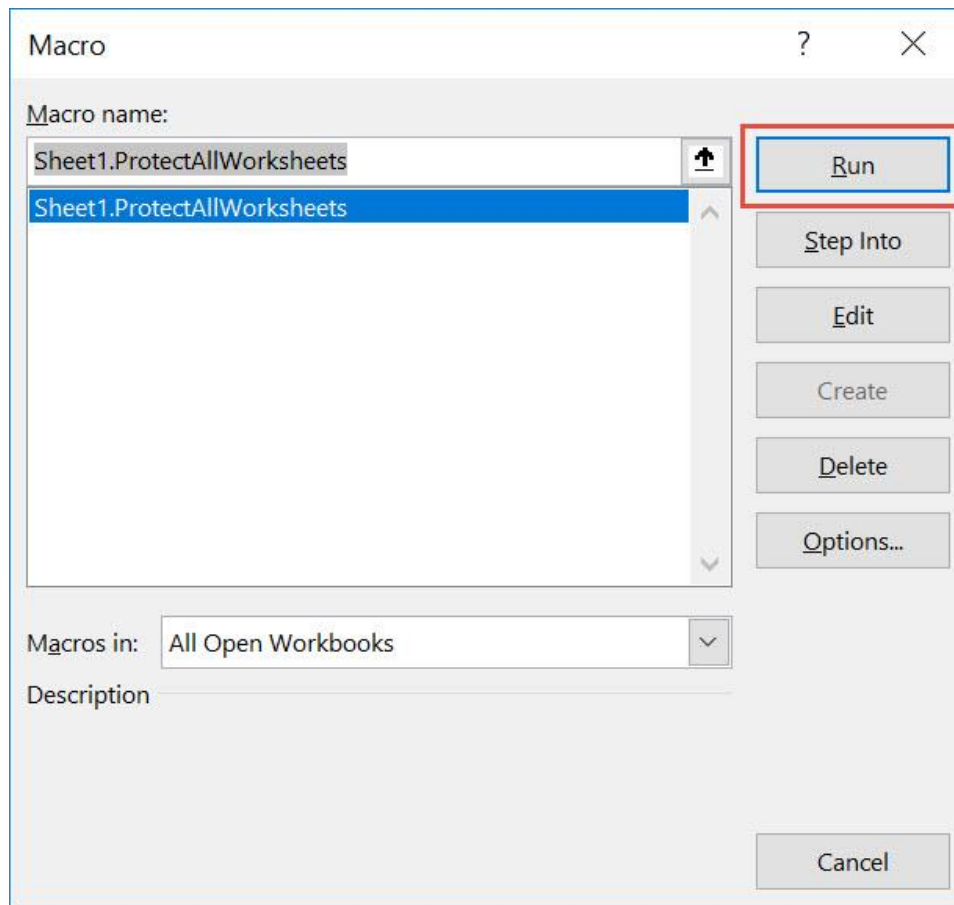 Macro
?
Macro name:
Sheet1.ProtectAllWorksheets
Sheet1.ProtectAllWorksheets
Run
Step Into
Edit
Create
Delete
Options...
Macros in:
All Open Workbooks
Description
Cancel